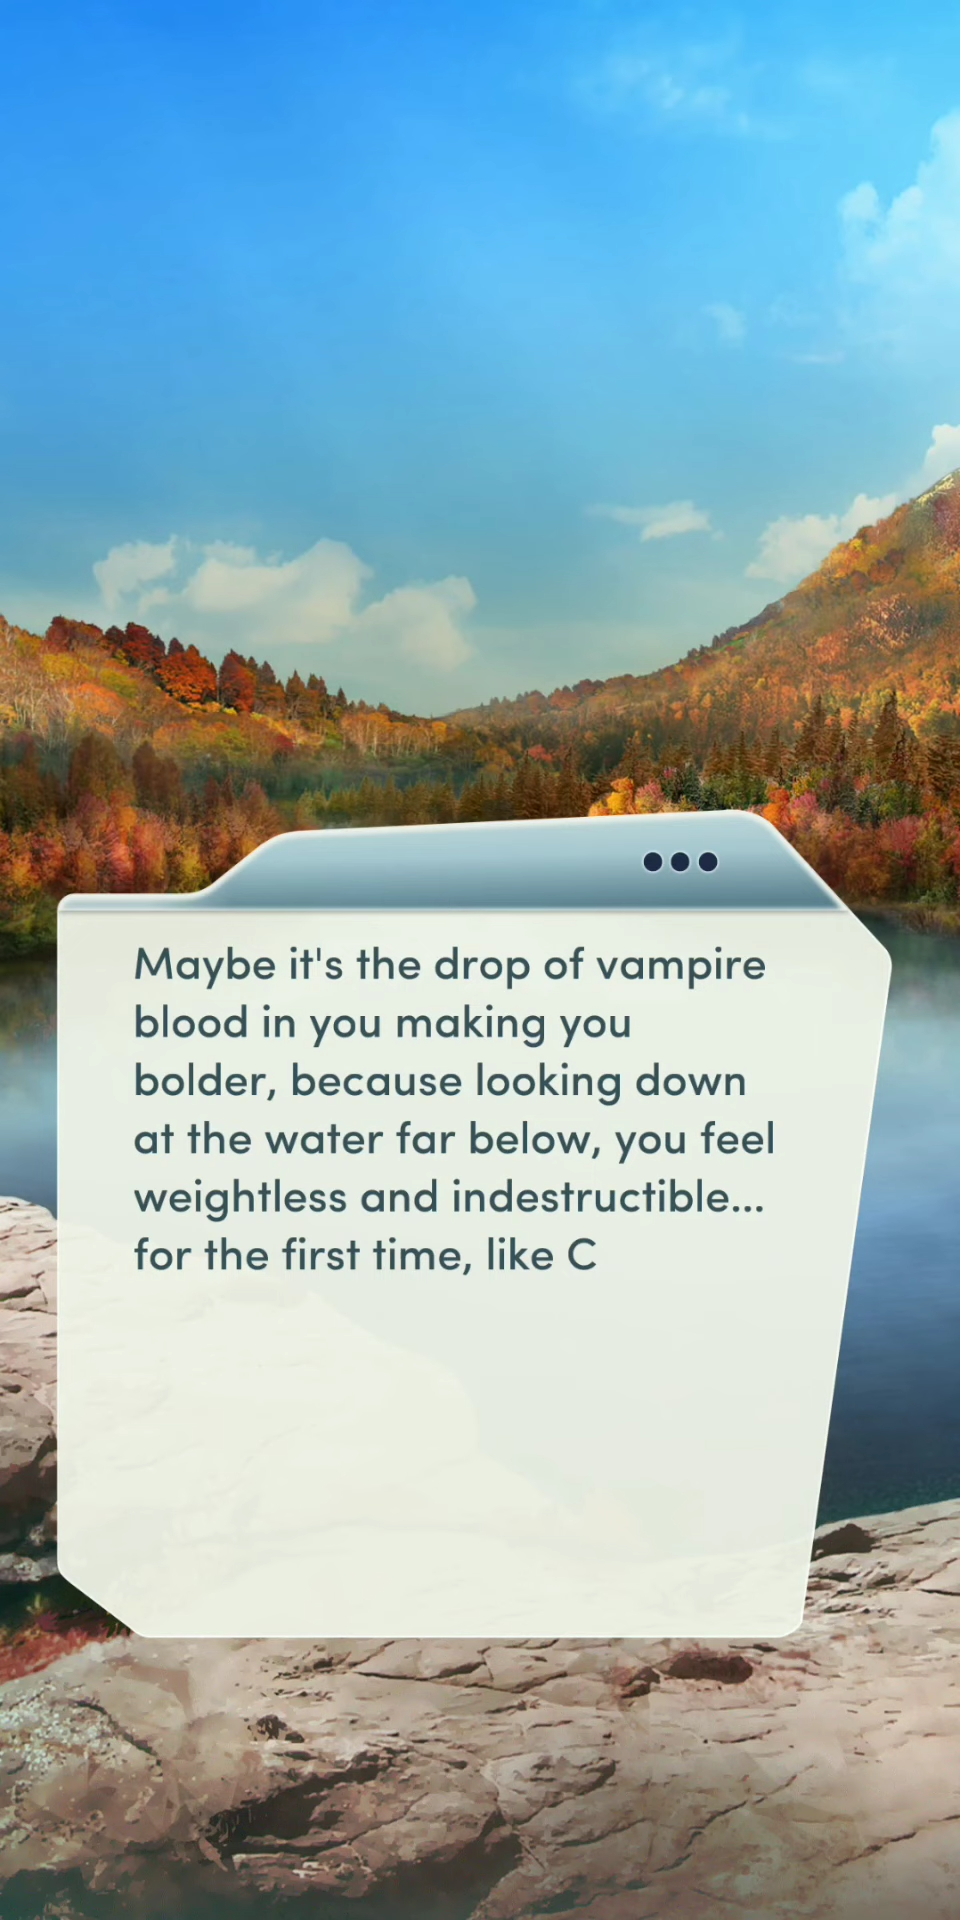 Maybe it's the drop of vampire
blood in you making you
bolder, because looking down
at the water far below, you feel
weightless and indestructible...
for the first time, like C